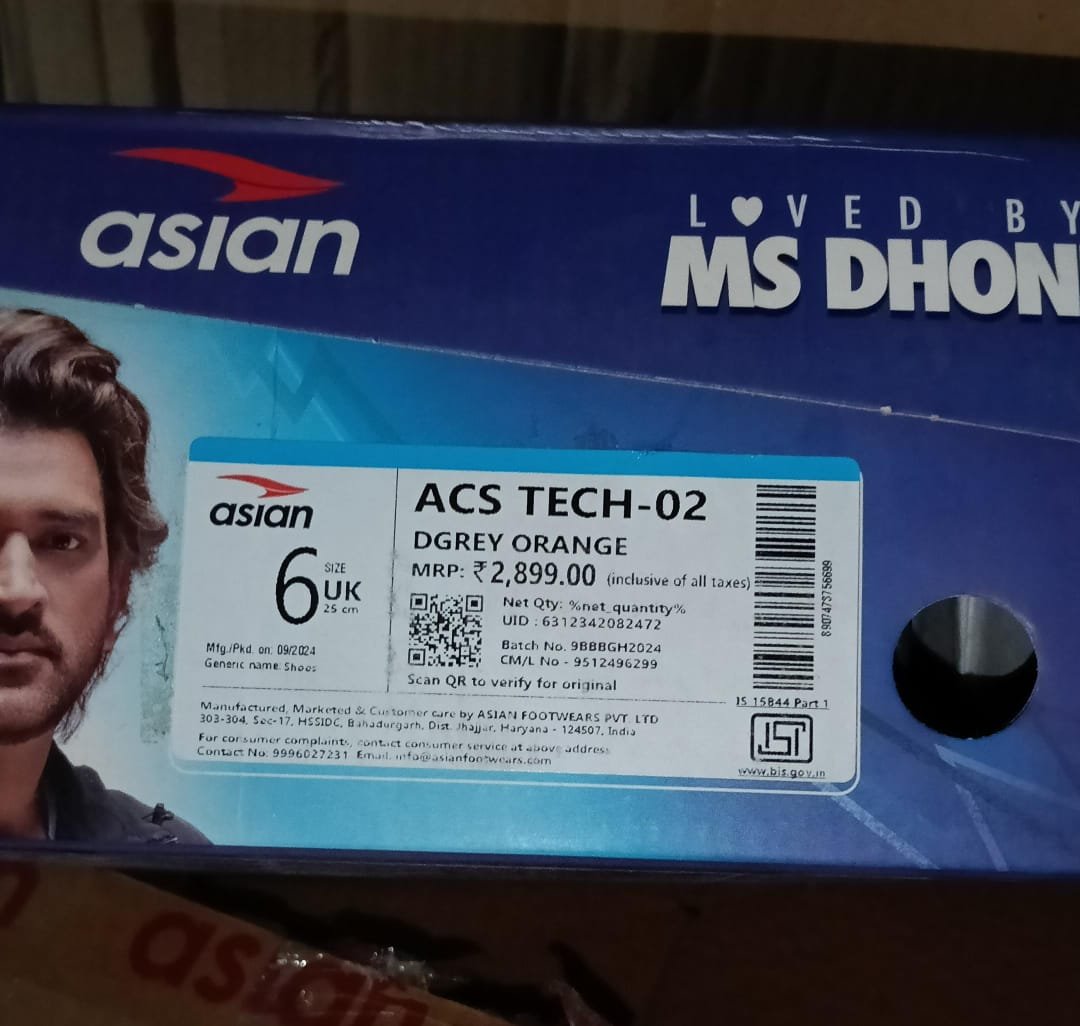 asian
L♥VED BY
MS DHON
asian
6 SIZE
UK
25 cm
Mfg./Pkd. on: 09/2024
Generic name: Shoes
ACS TECH-02
DGREY ORANGE
MRP: ₹2,899.00 (inclusive of all taxes)
Net Qty: %net_quantity%
UID : 6312342082472
Batch No. 9BBBGH2024
CM/L No - 9512496299
Scan QR to verify for original
IS 15844 Part 1
ISI
www.bis.gov.in
Manufactured, Marketed & Customer care by ASIAN FOOTWEARS PVT. LTD
303-304, Sec-17, HSSIDC, Bahadurgarh, Dist. Jhajjar, Haryana - 124507, India
For consumer complaints, contact consumer service at above address
Contact No: 9996027231 Email: info@asianfootwears.com
asian